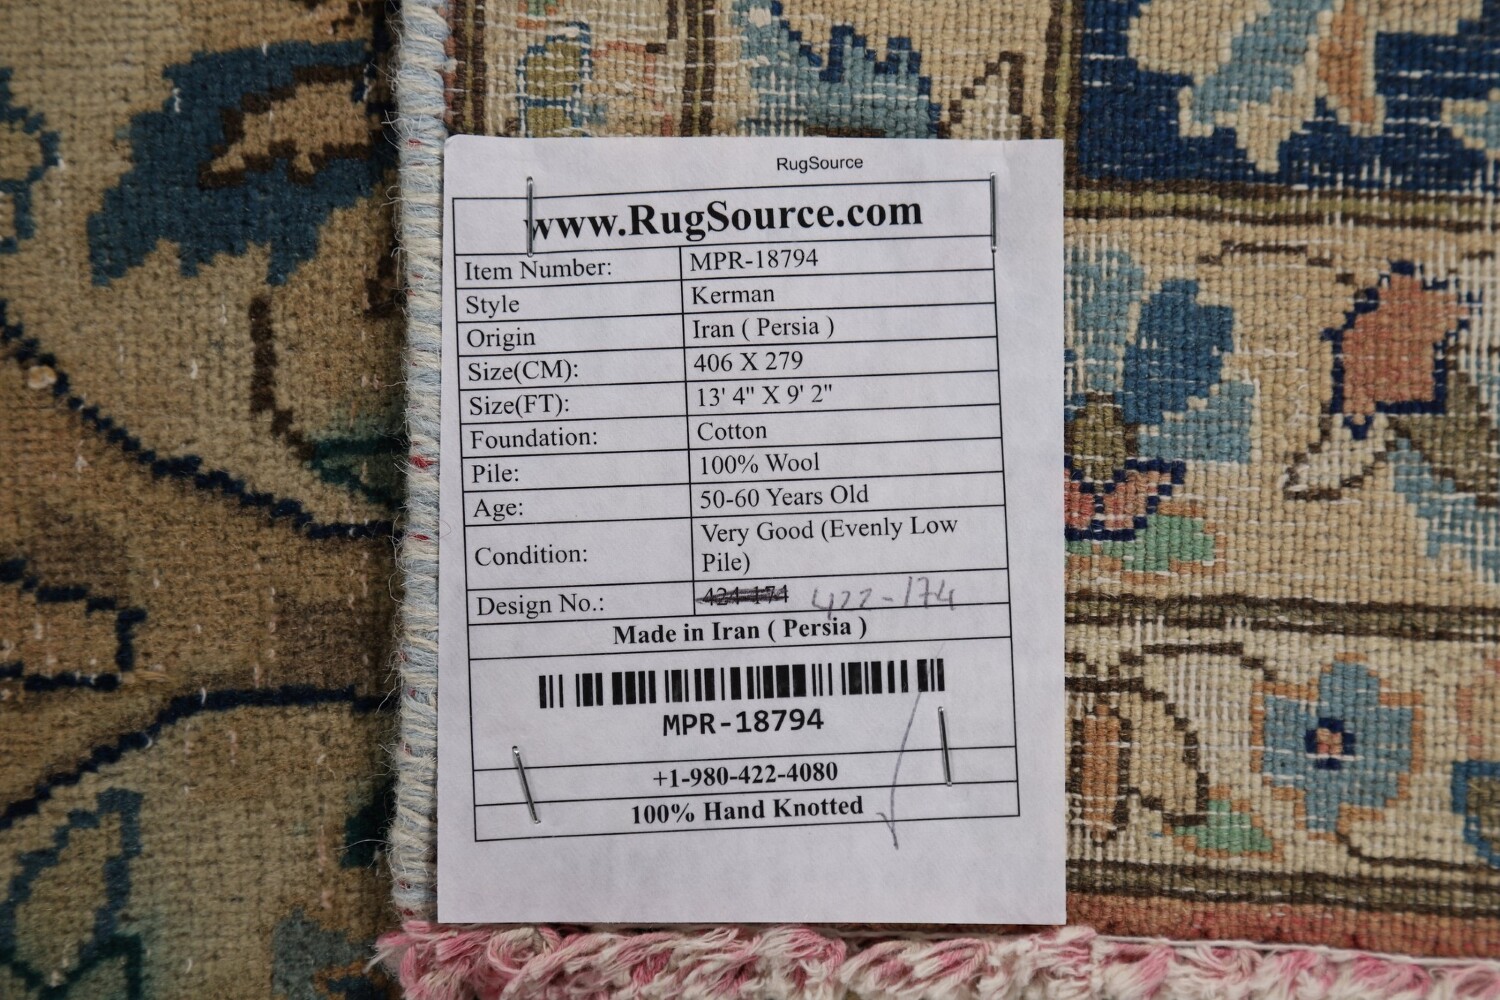 RugSource
www.RugSource.com
Item Number: MPR-18794
Style Kerman
Origin Iran ( Persia )
Size(CM): 406 X 279
Size(FT): 13' 4" X 9' 2"
Foundation: Cotton
Pile: 100% Wool
Age: 50-60 Years Old
Condition: Very Good (Evenly Low
Pile)
Design No.: 424-174 422-174
Made in Iran ( Persia )
MPR-18794
+1-980-422-4080
100% Hand Knotted